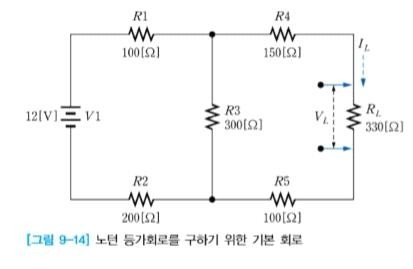 R1
R4
100[Ω]
150[Ω]
I_L
12[V]
V1
R3
300[Ω]
V_L
R_L
330[Ω]
R2
R5
200[Ω]
100[Ω]
[그림 9-14] 노턴 등가회로를 구하기 위한 기본 회로